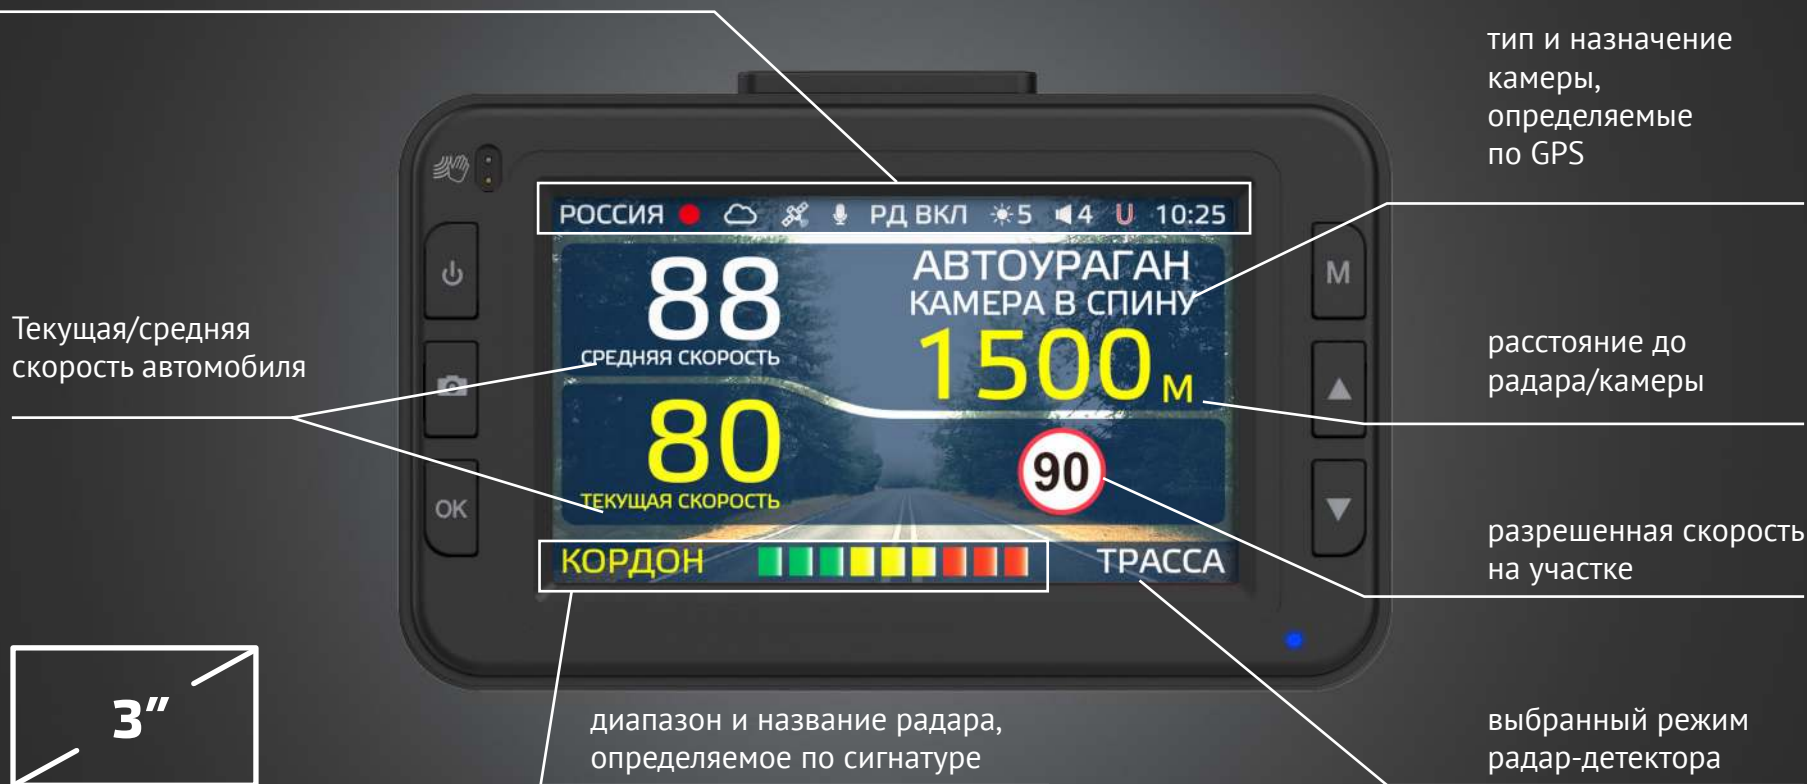 тип и назначение
камеры,
определяемые
по GPS
РОССИЯ РД ВКЛ 5 4 U 10:25
88
СРЕДНЯЯ СКОРОСТЬ
АВТОУРАГАН
КАМЕРА В СПИНУ
1500 М
M
Текущая/средняя
скорость автомобиля
расстояние до
радара/камеры
80
ТЕКУЩАЯ СКОРОСТЬ
90
OK
разрешенная скорость
на участке
КОРДОН
ТРАССА
3″
диапазон и название радара,
определяемое по сигнатуре
выбранный режим
радар-детектора